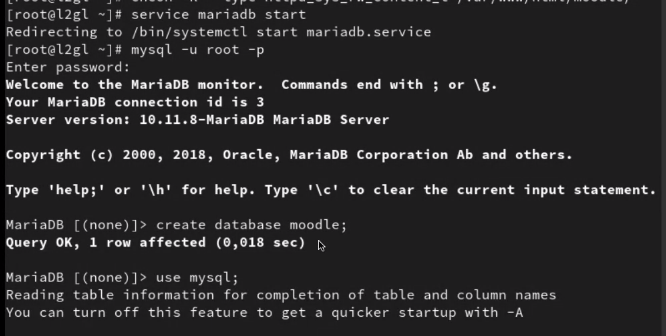 [root@l2gl ~]# service mariadb start
Redirecting to /bin/systemctl start mariadb.service
[root@l2gl ~]# mysql -u root -p
Enter password:
Welcome to the MariaDB monitor.  Commands end with ; or \g.
Your MariaDB connection id is 3
Server version: 10.11.8-MariaDB MariaDB Server
Copyright (c) 2000, 2018, Oracle, MariaDB Corporation Ab and others.
Type 'help;' or '\h' for help. Type '\c' to clear the current input statement.
MariaDB [(none)]> create database moodle;
Query OK, 1 row affected (0,018 sec)
MariaDB [(none)]> use mysql;
Reading table information for completion of table and column names
You can turn off this feature to get a quicker startup with -A